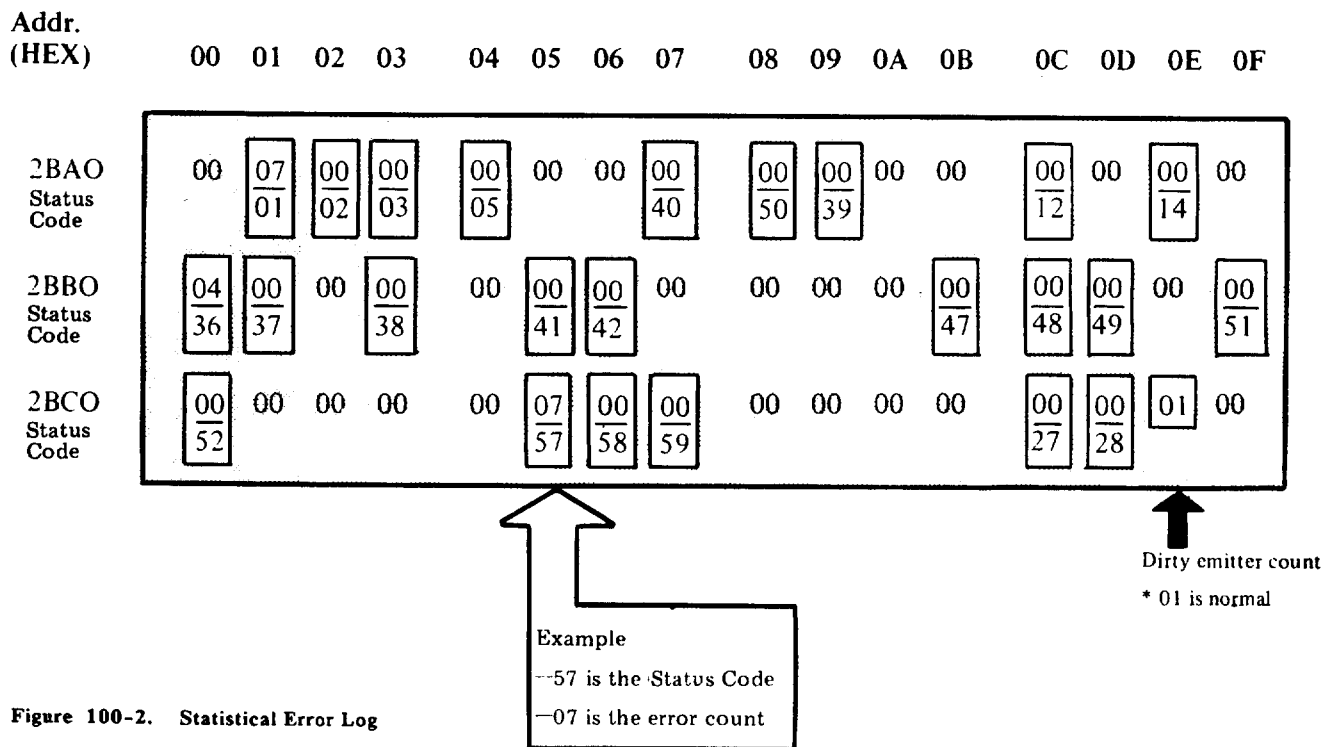 Addr.
(HEX) 00 01 02 03 04 05 06 07 08 09 0A 0B 0C 0D 0E 0F
2BAO 00 07 00 00 00 00 00 00 00 00 00 00 00 00 00 00
Status
Code 01 02 03 05 40 50 39 12 14
2BBO 04 00 00 00 00 00 00 00 00 00 00 00 00 00 00 00
Status
Code 36 37 38 41 42 47 48 49 51
2BCO 00 00 00 00 00 07 00 00 00 00 00 00 00 00 01 00
Status
Code 52 57 58 59 27 28
Dirty emitter count
* 01 is normal
Example
—57 is the Status Code
—07 is the error count
Figure 100-2. Statistical Error Log